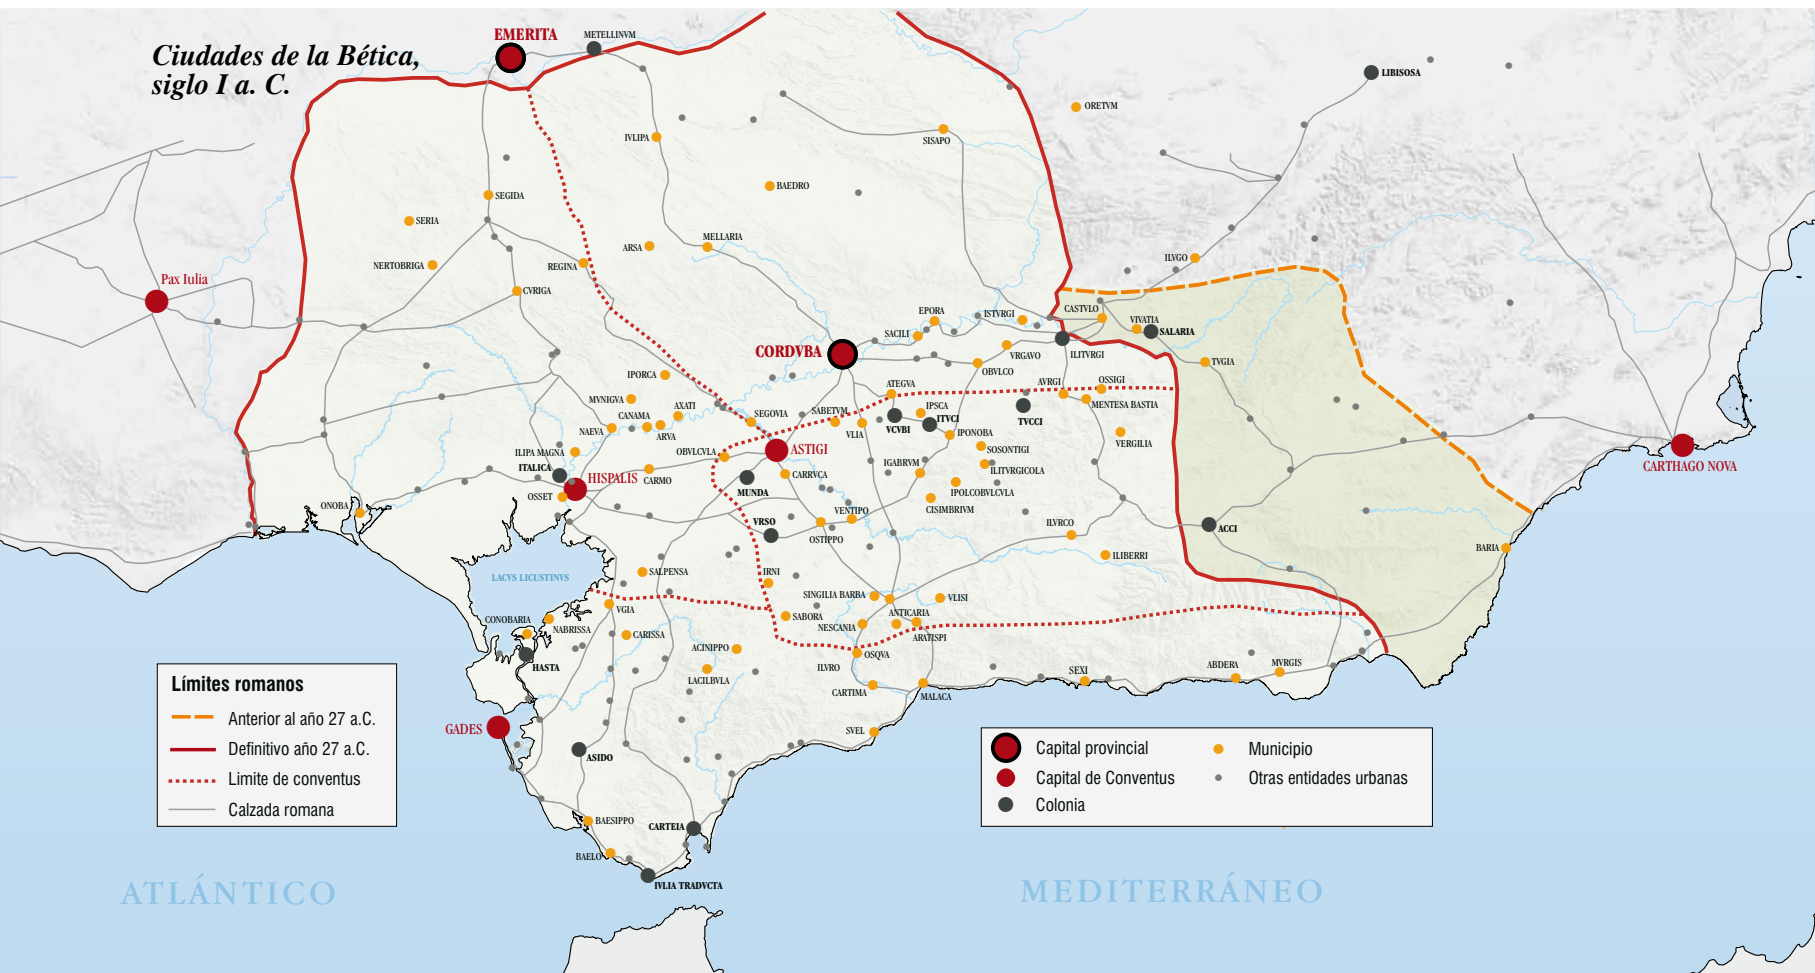 Ciudades de la Bética,
siglo I a. C.
EMERITA
METELLINVM
LIBISOSA
ORETVM
IVLIPA
SISAPO
BAEDRO
SEGIDA
SERIA
MELLARIA
ARSA
NERTOBRIGA
REGINA
ILVGO
Pax Iulia
CVRIGA
EPORA
ISTVRGI
CASTVLO
VIVATIA
SALARIA
SACILI
CORDVBA
VRGAVO
ILITVRGI
TVGIA
OBVLCO
IPORCA
ATEGVA
AVRGI
OSSIGI
MVNIGVA
AXATI
MENTESA BASTIA
CANAMA
SEGOVIA
SABETVM
IPSCA
ITVCI
TVCCI
VCVBI
NAEVA
ARVA
VLIA
IPONOBA
VERGILIA
ILIPA MAGNA
OBVLCVLA
ASTIGI
SOSONTIGI
ITALICA
IGABRVM
ILITVRGICOLA
CARTHAGO NOVA
HISPALIS
CARMO
CARRVCA
MUNDA
IPOLCOBVLCVLA
OSSET
CISIMBRIVM
ONOBA
VENTIPO
VRSO
ILVRCO
ACCI
OSTIPPO
BARIA
ILIBERRI
LACVS LICUSTINVS
SALPENSA
IRNI
SINGILIA BARBA
VLISI
VGIA
SABORA
ANTICARIA
CONOBARIA
NABRISSA
CARISSA
NESCANIA
ARATISPI
ACINIPPO
OSQVA
HASTA
ILVRO
LACILBVLA
CARTIMA
MALACA
SEXI
ABDERA
MVRGIS
GADES
SVEL
ASIDO
BAESIPPO
CARTEIA
BAELO
IVLIA TRADVCTA
Límites romanos
Anterior al año 27 a.C.
Definitivo año 27 a.C.
Limite de conventus
Calzada romana
Capital provincial
Municipio
Capital de Conventus
Otras entidades urbanas
Colonia
ATLÁNTICO
MEDITERRÁNEO